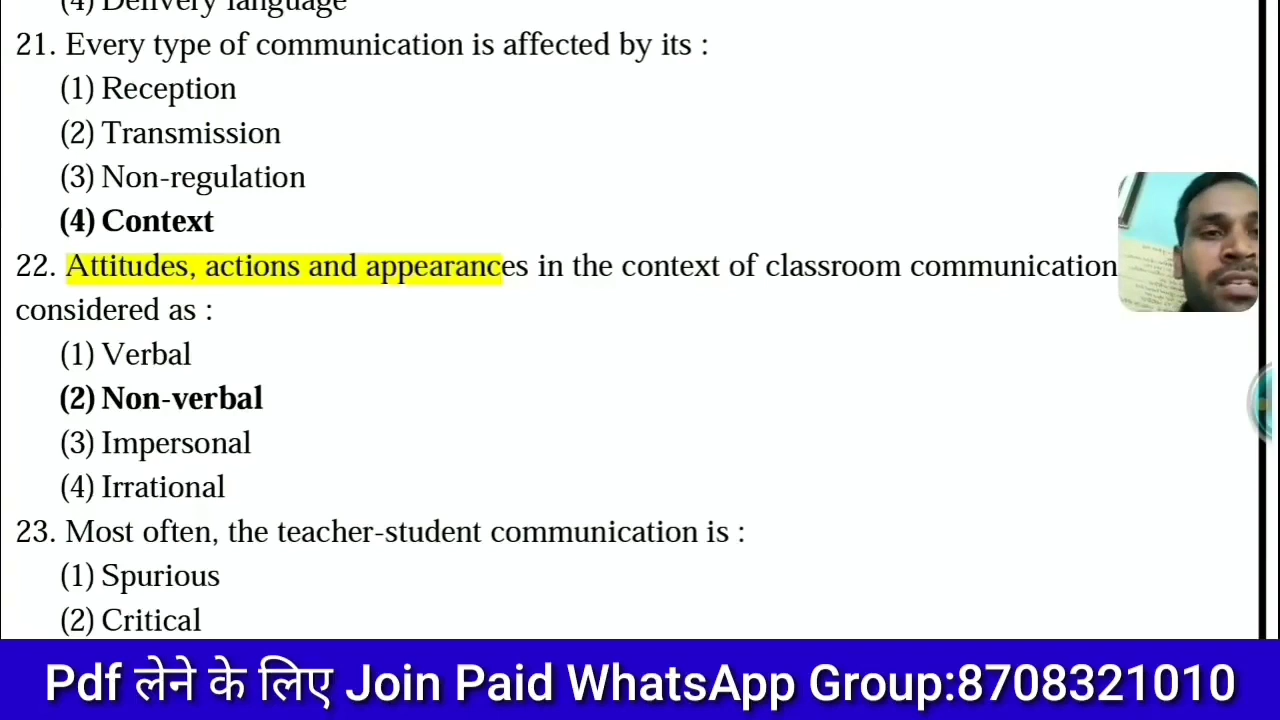 (4) Delivery language
21. Every type of communication is affected by its :
(1) Reception
(2) Transmission
(3) Non-regulation
(4) Context
22. Attitudes, actions and appearances in the context of classroom communication
considered as :
(1) Verbal
(2) Non-verbal
(3) Impersonal
(4) Irrational
23. Most often, the teacher-student communication is :
(1) Spurious
(2) Critical
Pdf लेने के लिए Join Paid WhatsApp Group:8708321010